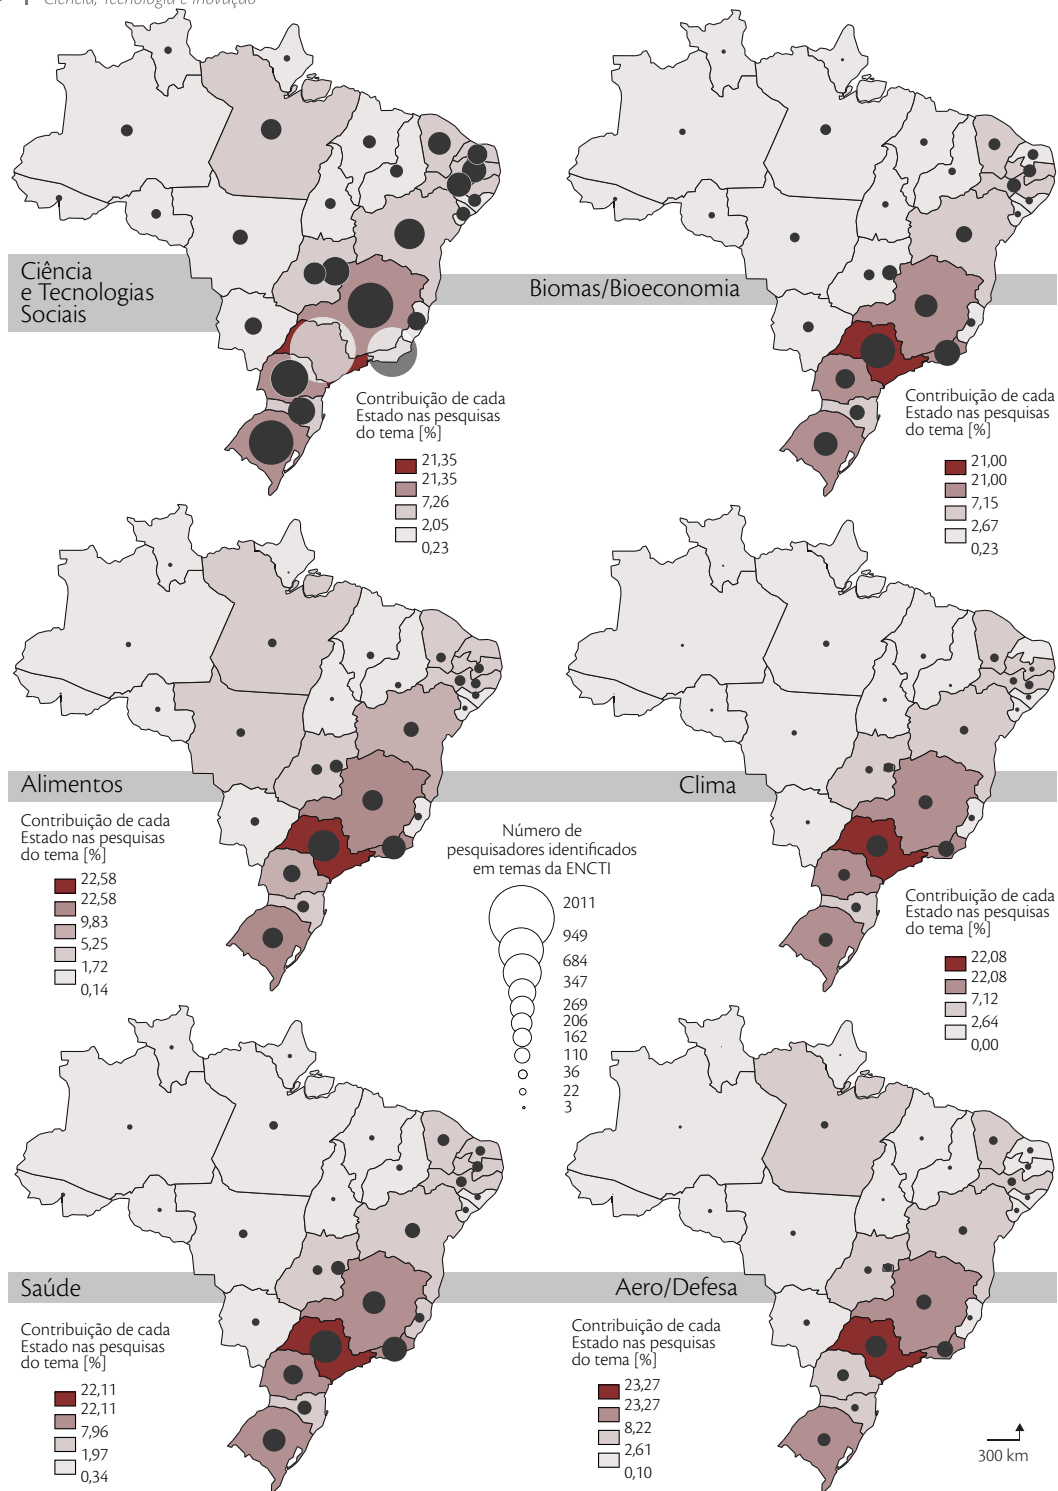 Ciência, Tecnologia e Inovação
Ciência
e Tecnologias
Sociais
Contribuição de cada
Estado nas pesquisas
do tema [%]
21,35
21,35
7,26
2,05
0,23
Biomas/Bioeconomia
Contribuição de cada
Estado nas pesquisas
do tema [%]
21,00
21,00
7,15
2,67
0,23
Alimentos
Contribuição de cada
Estado nas pesquisas
do tema [%]
22,58
22,58
9,83
5,25
1,72
0,14
Clima
Contribuição de cada
Estado nas pesquisas
do tema [%]
22,08
22,08
7,12
2,64
0,00
Número de
pesquisadores identificados
em temas da ENCTI
2011
949
684
347
269
206
162
110
36
22
3
Saúde
Contribuição de cada
Estado nas pesquisas
do tema [%]
22,11
22,11
7,96
1,97
0,34
Aero/Defesa
Contribuição de cada
Estado nas pesquisas
do tema [%]
23,27
23,27
8,22
2,61
0,10
300 km